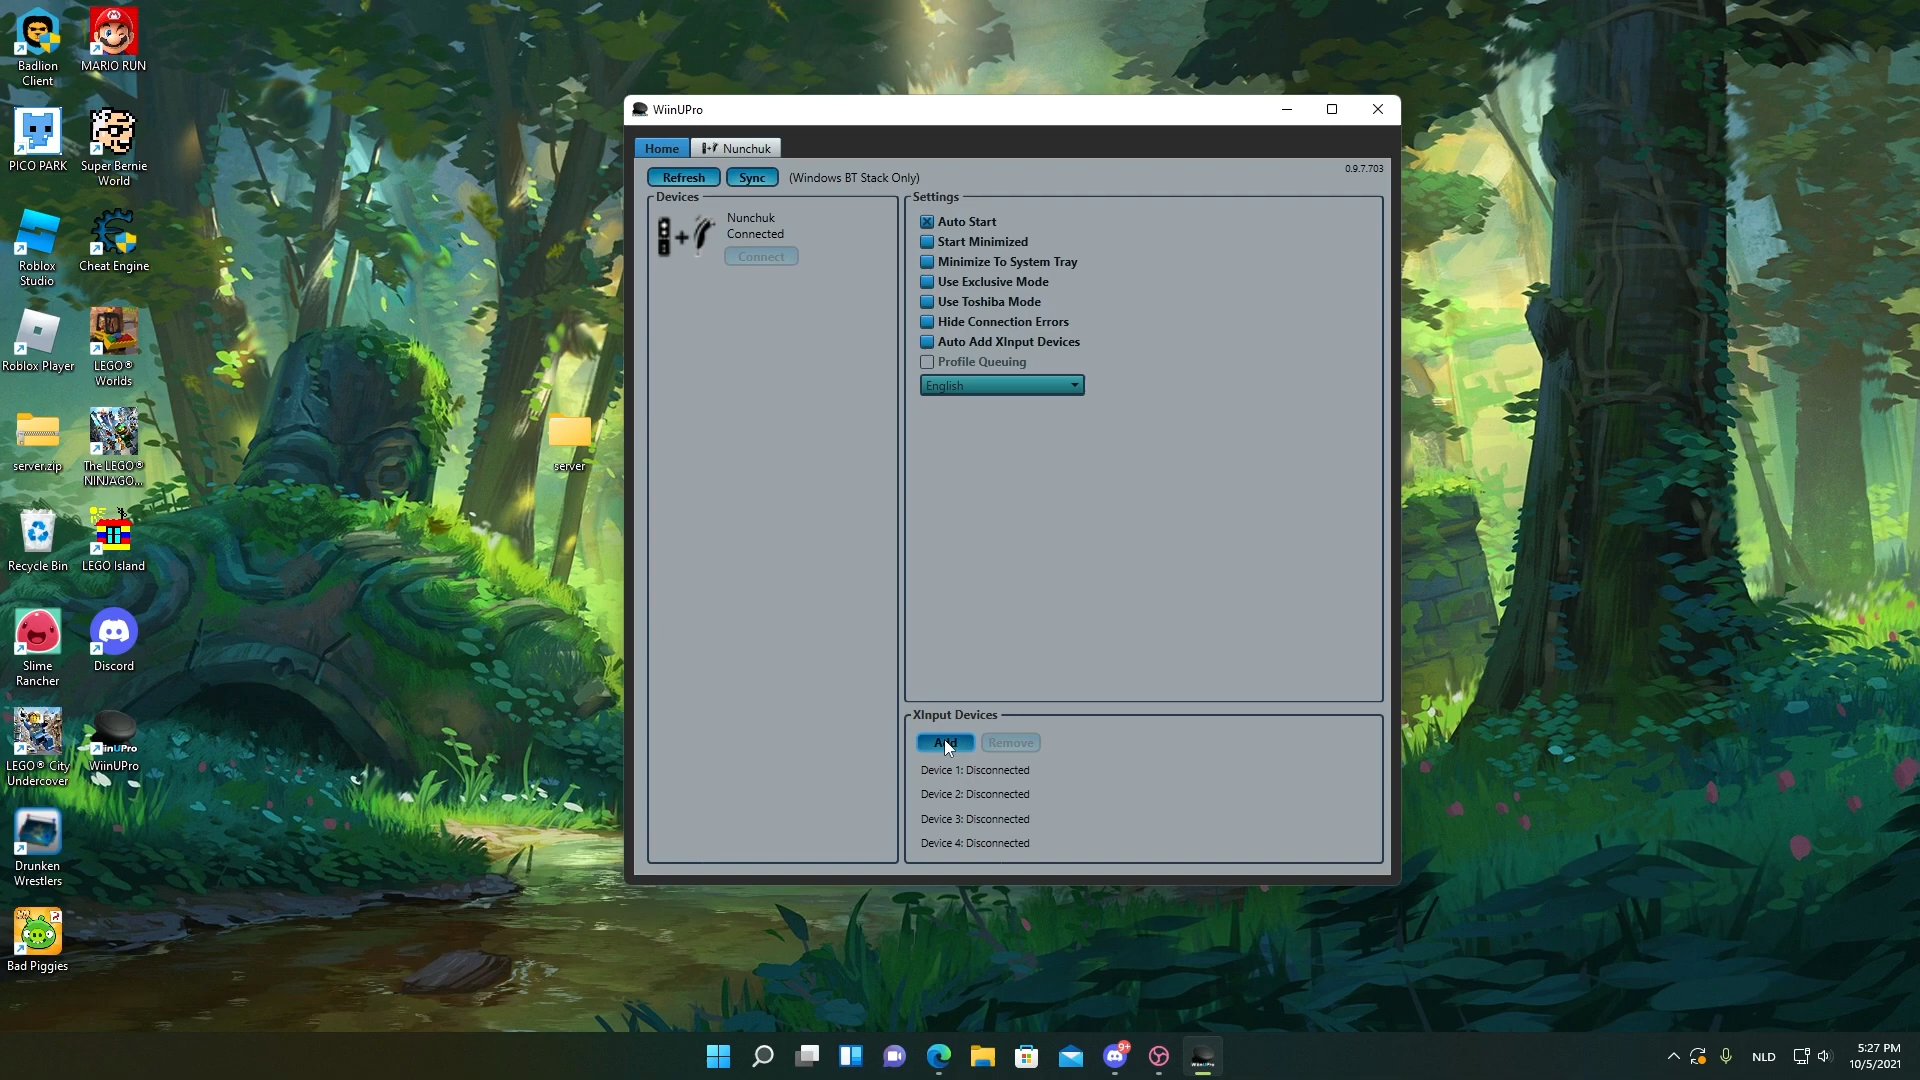 Badlion
Client
MARIO RUN
PICO PARK
Super Bernie
World
Roblox
Studio
Cheat Engine
Roblox Player
LEGO®
Worlds
server.zip
The LEGO®
NINJAGO...
server
Recycle Bin
LEGO Island
Slime
Rancher
Discord
LEGO® City
Undercover
WiinUPro
Drunken
Wrestlers
Bad Piggies
WiinUPro
Home
Nunchuk
Refresh
Sync
(Windows BT Stack Only)
0.9.7.703
Devices
Nunchuk
Connected
Connect
Settings
Auto Start
Start Minimized
Minimize To System Tray
Use Exclusive Mode
Use Toshiba Mode
Hide Connection Errors
Auto Add XInput Devices
Profile Queuing
English
XInput Devices
Add
Remove
Device 1: Disconnected
Device 2: Disconnected
Device 3: Disconnected
Device 4: Disconnected
9+
NLD
5:27 PM
10/5/2021